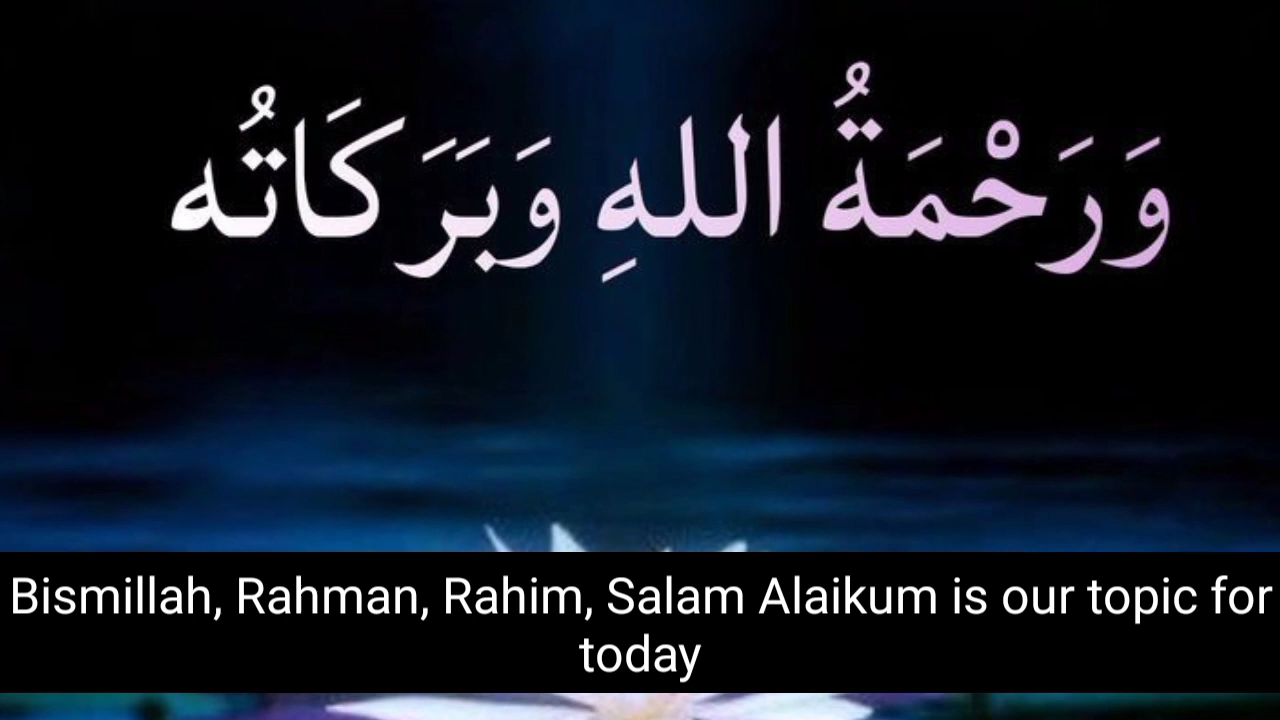 وَرَحْمَةُ اللهِ وَبَرَكَاتُه
Bismillah, Rahman, Rahim, Salam Alaikum is our topic for
today